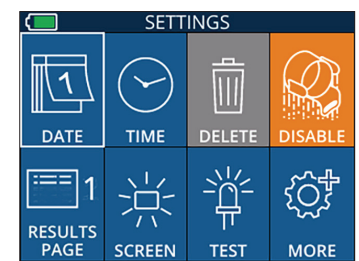 SETTINGS
1
DATE
TIME
DELETE
DISABLE
1
RESULTS
PAGE
SCREEN
TEST
MORE